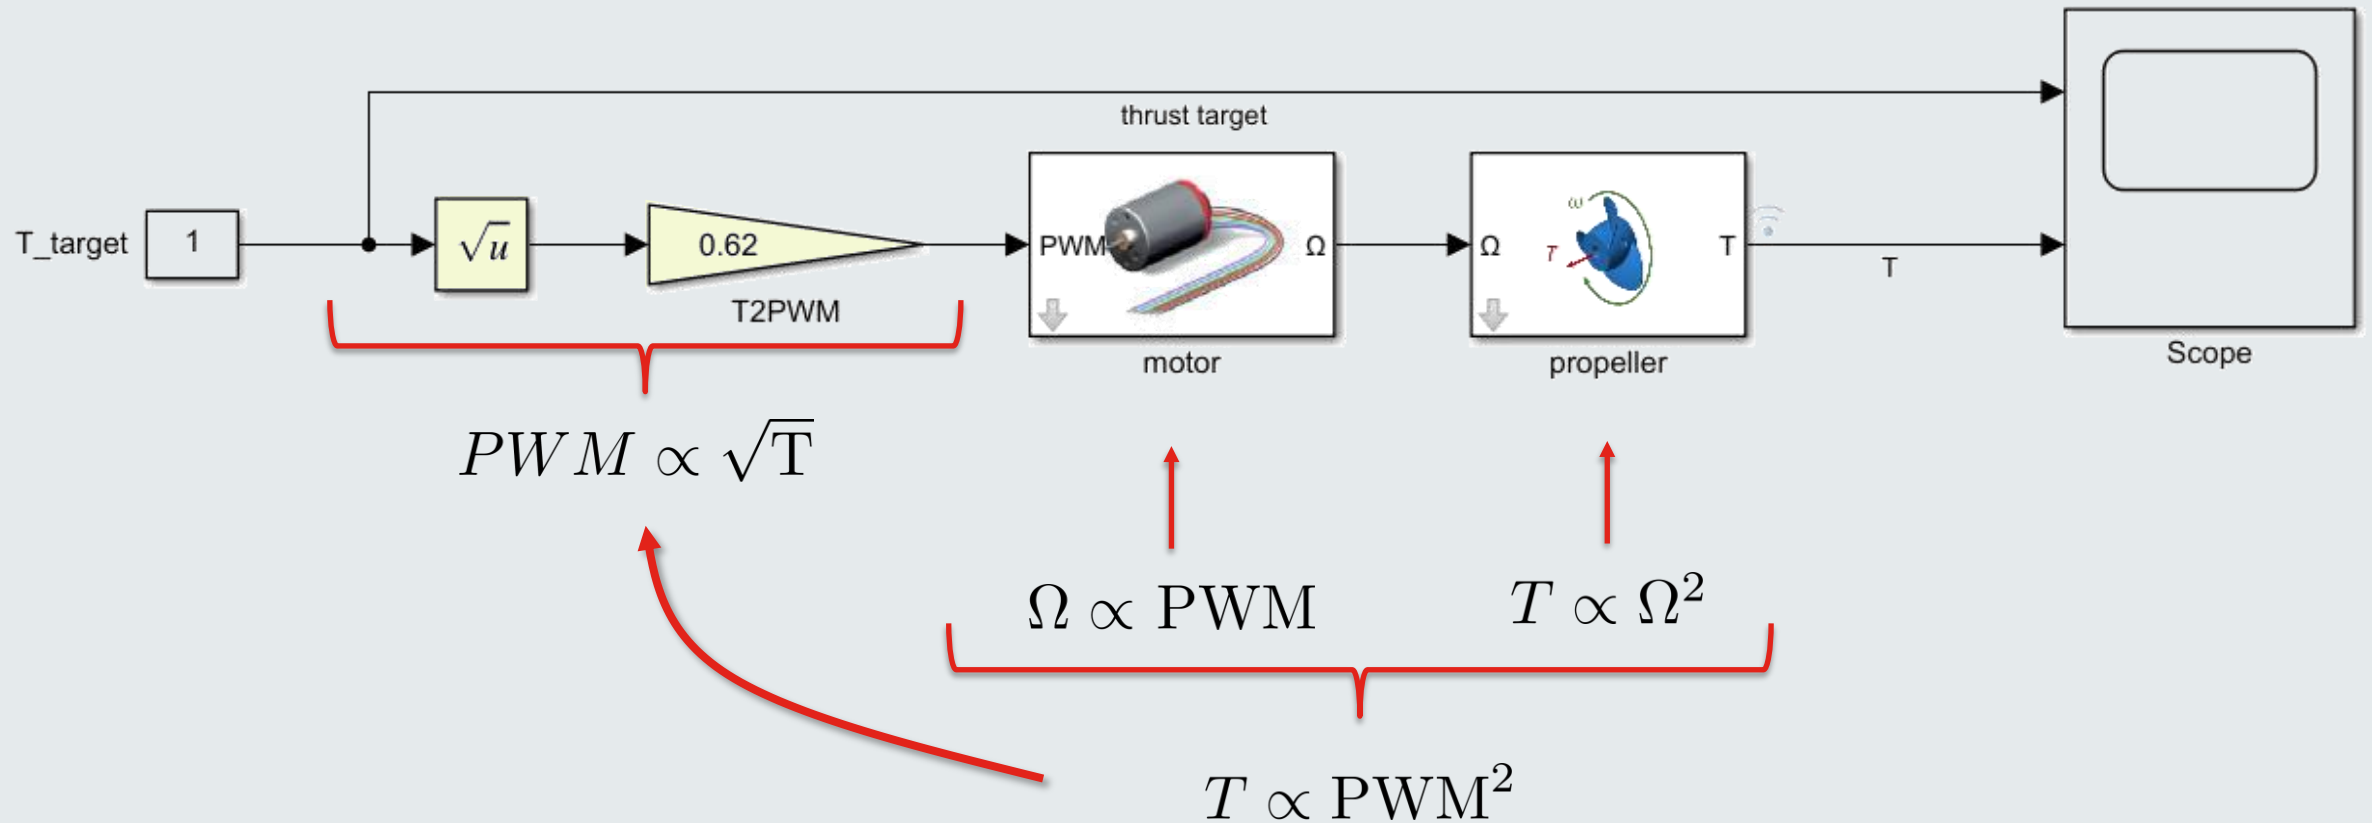 thrust target
T_target
1
√u
0.62
T2PWM
PWM
Ω
motor
Ω
ω
T
T
propeller
T
Scope
PWM ∝ √T
Ω ∝ PWM
T ∝ Ω²
T ∝ PWM²